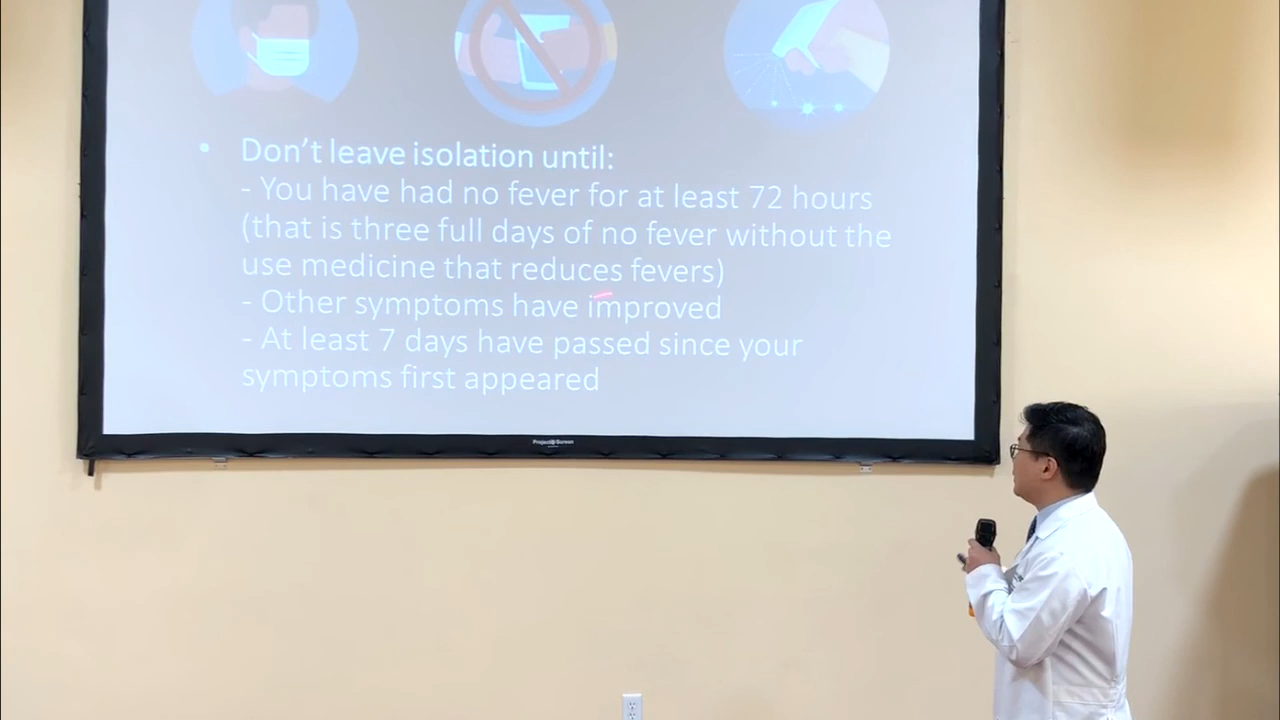 • Don't leave isolation until:
- You have had no fever for at least 72 hours
(that is three full days of no fever without the
use medicine that reduces fevers)
- Other symptoms have improved
- At least 7 days have passed since your
symptoms first appeared
Project Screen